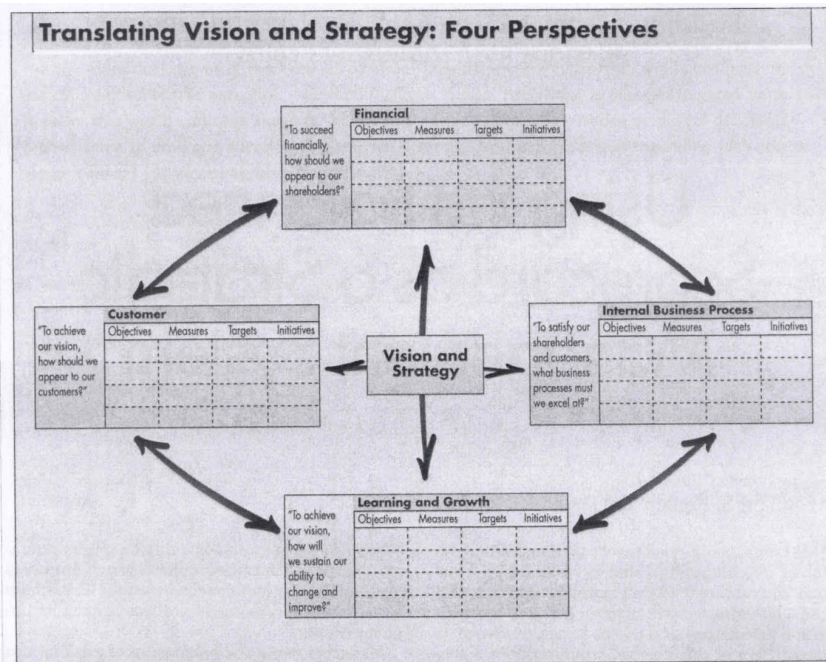 Translating Vision and Strategy: Four Perspectives
Financial
"To succeed
financially,
how should we
appear to our
shareholders?"
Objectives Measures Targets Initiatives
Customer
"To achieve
our vision,
how should we
appear to our
customers?"
Objectives Measures Targets Initiatives
Vision and
Strategy
Internal Business Process
"To satisfy our
shareholders
and customers,
what business
processes must
we excel at?"
Objectives Measures Targets Initiatives
Learning and Growth
"To achieve
our vision,
how will
we sustain our
ability to
change and
improve?"
Objectives Measures Targets Initiatives